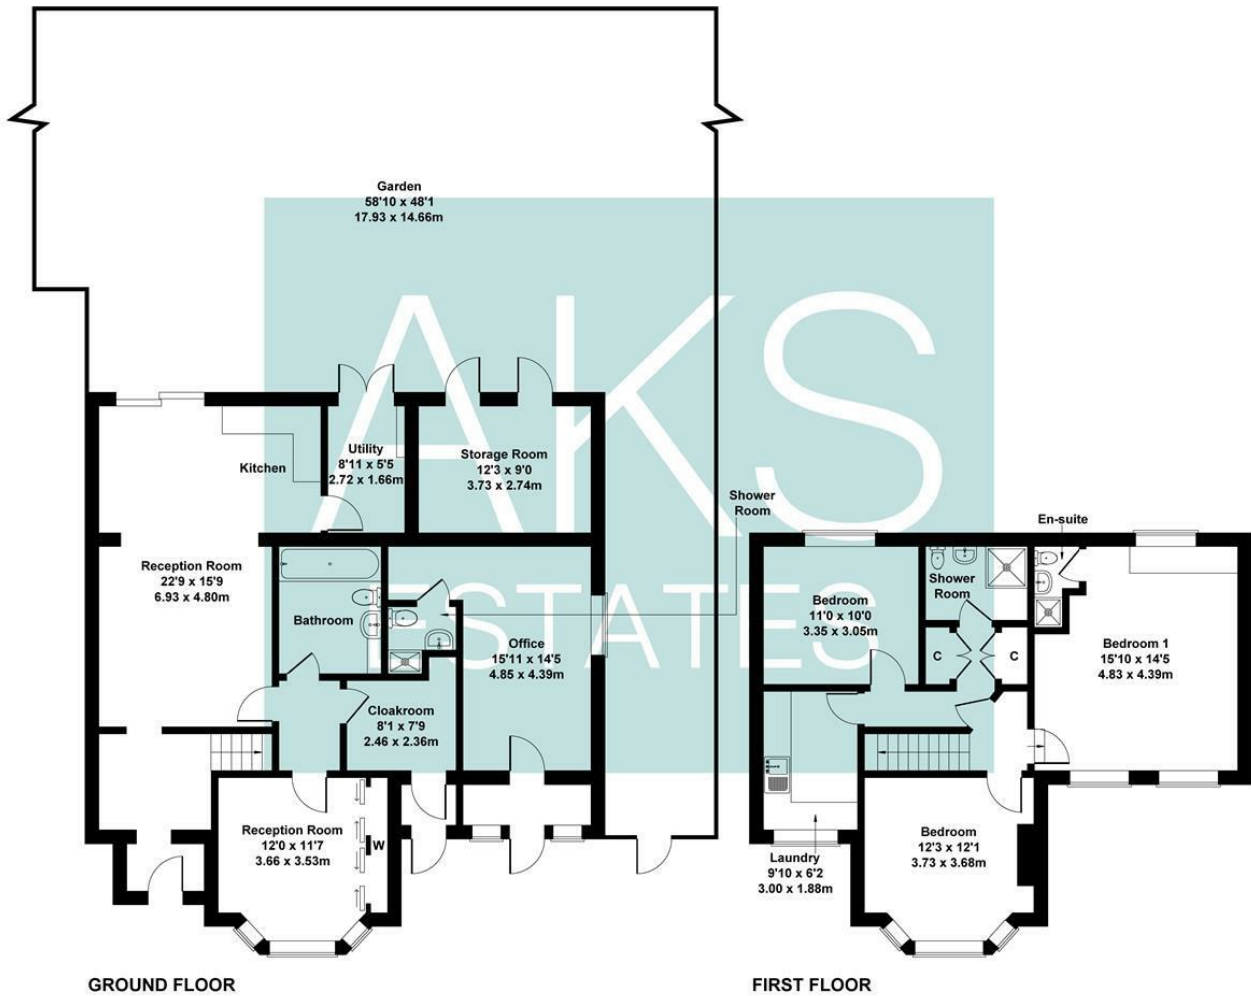 Garden
58'10 x 48'1
17.93 x 14.66m
AKS
ESTATES
Kitchen
Utility
8'11 x 5'5
2.72 x 1.66m
Storage Room
12'3 x 9'0
3.73 x 2.74m
Shower
Room
Reception Room
22'9 x 15'9
6.93 x 4.80m
Bathroom
Office
15'11 x 14'5
4.85 x 4.39m
Cloakroom
8'1 x 7'9
2.46 x 2.36m
Reception Room
12'0 x 11'7
3.66 x 3.53m
W
GROUND FLOOR
En-suite
Bedroom
11'0 x 10'0
3.35 x 3.05m
Shower
Room
C
C
Bedroom 1
15'10 x 14'5
4.83 x 4.39m
Bedroom
12'3 x 12'1
3.73 x 3.68m
Laundry
9'10 x 6'2
3.00 x 1.88m
FIRST FLOOR